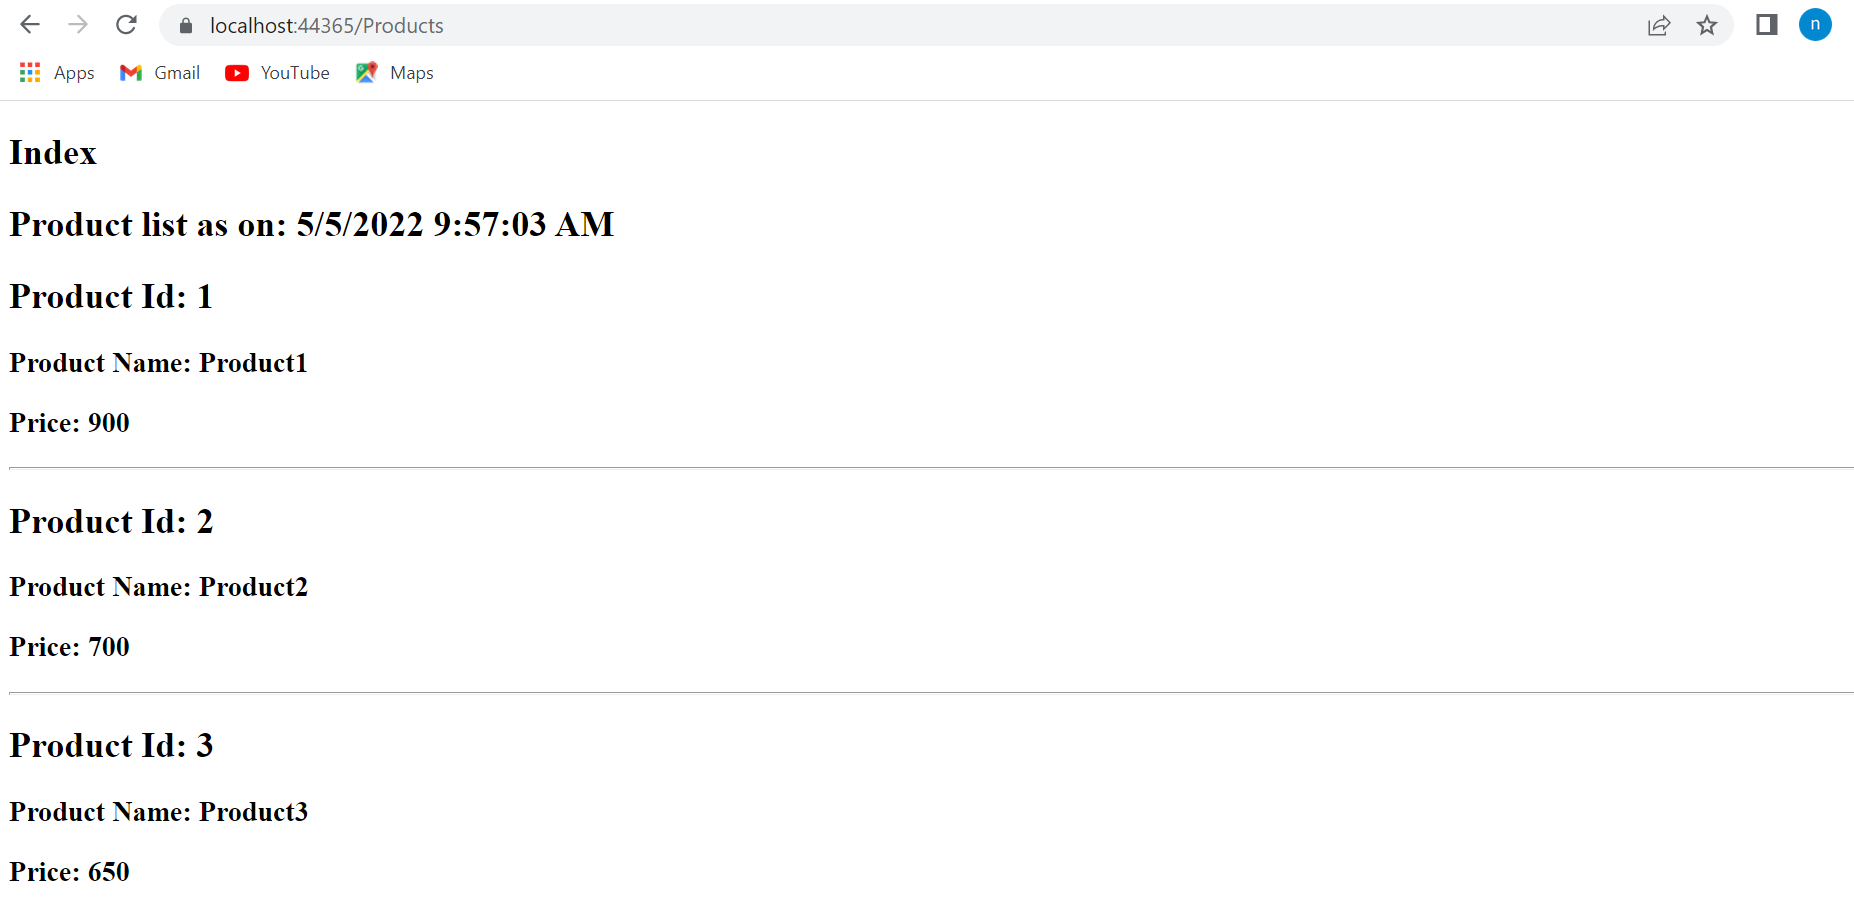 localhost:44365/Products
n
Apps Gmail YouTube Maps
Index
Product list as on: 5/5/2022 9:57:03 AM
Product Id: 1
Product Name: Product1
Price: 900
Product Id: 2
Product Name: Product2
Price: 700
Product Id: 3
Product Name: Product3
Price: 650